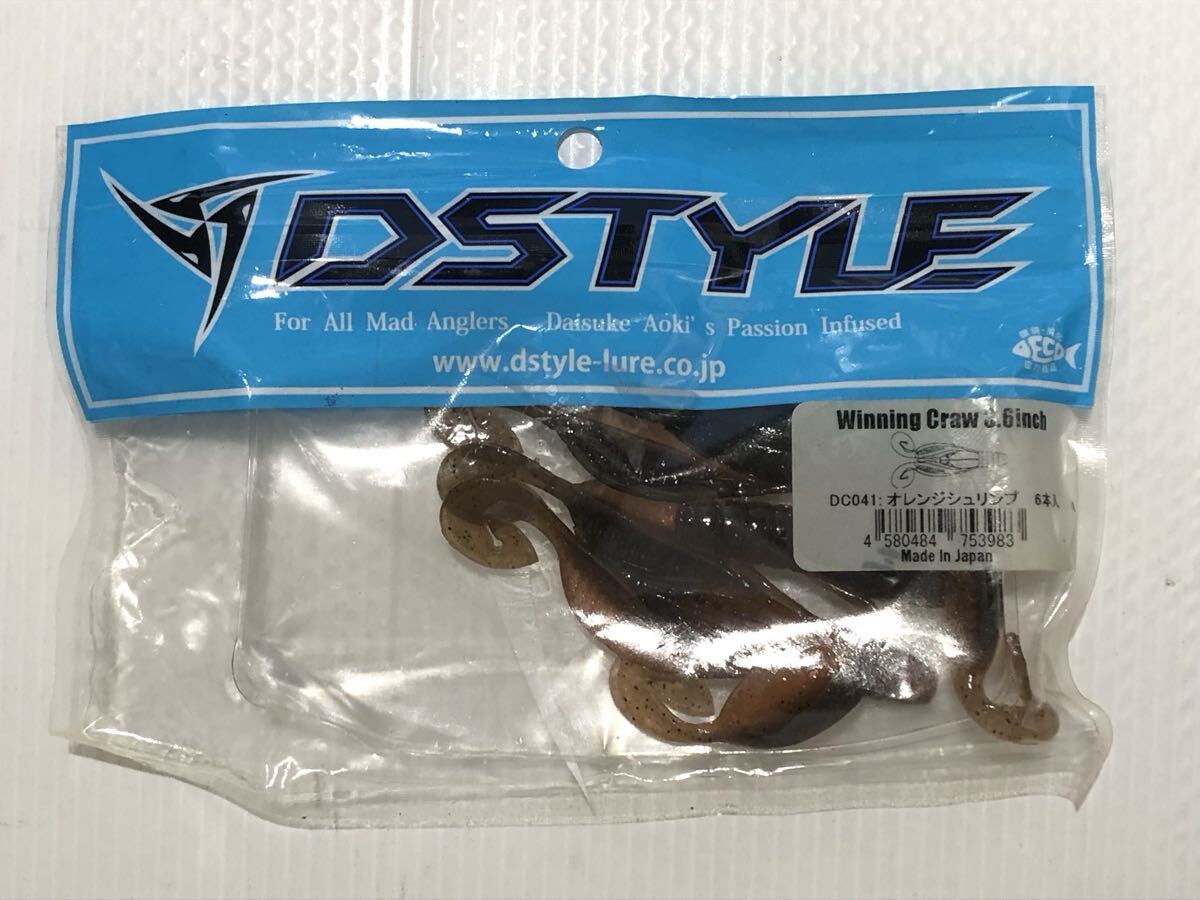 DSTYLE
For All Mad Anglers Daisuke Aoki's Passion Infused
www.dstyle-lure.co.jp
ECO
Winning Craw 3.6inch
DC041:オレンジシュリンプ 6本入
4 580484 753983
Made In Japan